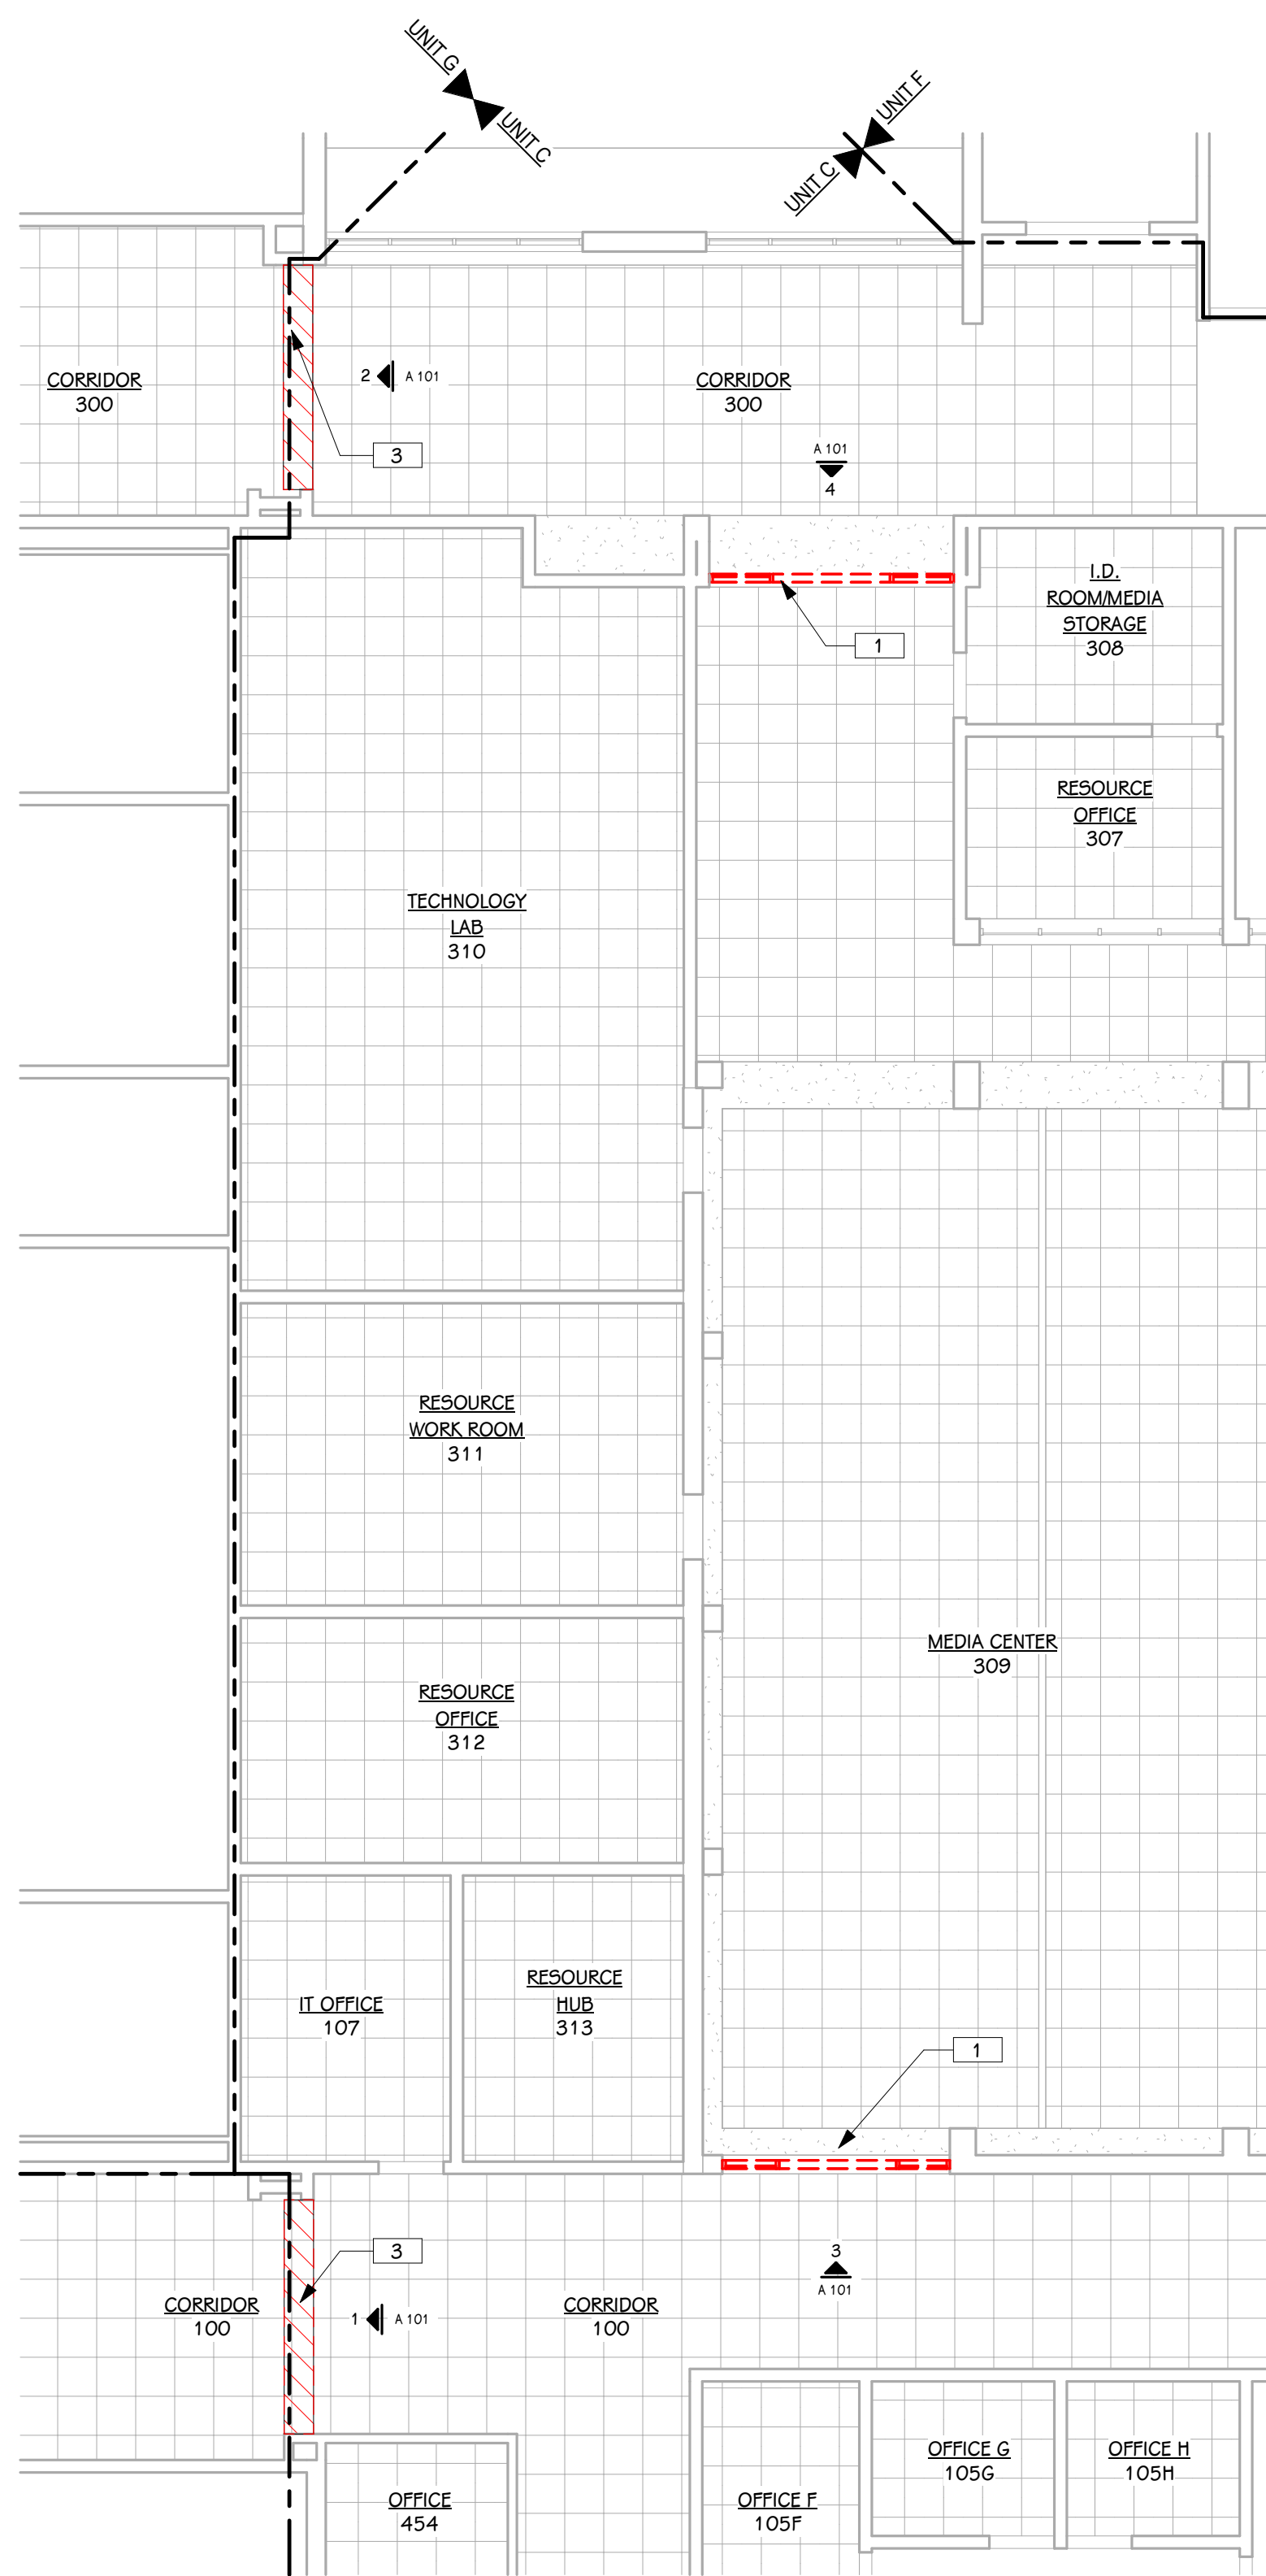 UNIT G
UNIT C
UNIT F
UNIT C
CORRIDOR
300
2
A 101
CORRIDOR
300
3
A 101
4
I.D.
ROOM/MEDIA
STORAGE
308
1
RESOURCE
OFFICE
307
TECHNOLOGY
LAB
310
RESOURCE
WORK ROOM
311
MEDIA CENTER
309
RESOURCE
OFFICE
312
IT OFFICE
107
RESOURCE
HUB
313
1
3
CORRIDOR
100
1
A 101
CORRIDOR
100
3
A 101
OFFICE
454
OFFICE F
105F
OFFICE G
105G
OFFICE H
105H